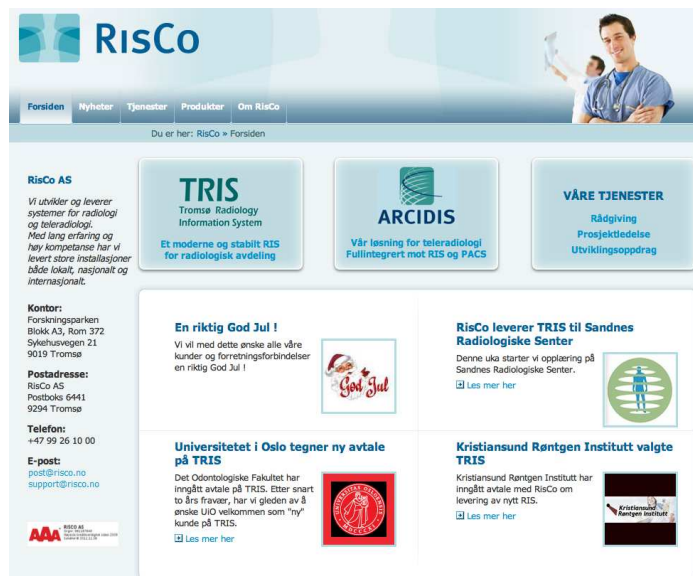 RisCo
Forsiden
Nyheter
Tjenester
Produkter
Om RisCo
Du er her: RisCo » Forsiden
RisCo AS
Vi utvikler og leverer
systemer for radiologi
og teleradiologi.
Med lang erfaring og
høy kompetanse har vi
levert store installasjoner
både lokalt, nasjonalt og
internasjonalt.
Kontor:
Forskningsparken
Blokk A3, Rom 372
Sykehusvegen 21
9019 Tromsø
Postadresse:
RisCo AS
Postboks 6441
9294 Tromsø
Telefon:
+47 99 26 10 00
E-post:
post@risco.no
support@risco.no
AAA
RISCO AS
TRIS
Tromsø Radiology
Information System
Et moderne og stabilt RIS
for radiologisk avdeling
ARCIDIS
Vår løsning for teleradiologi
Fullintegrert mot RIS og PACS
VÅRE TJENESTER
Rådgiving
Prosjektledelse
Utviklingsoppdrag
En riktig God Jul !
Vi vil med dette ønske alle våre
kunder og forretningsforbindelser
en riktig God Jul !
God Jul
RisCo leverer TRIS til Sandnes
Radiologiske Senter
Denne uka starter vi opplæring på
Sandnes Radiologiske Senter.
Les mer her
Universitetet i Oslo tegner ny avtale
på TRIS
Det Odontologiske Fakultet har
inngått avtale på TRIS. Etter snart
to års fravær, har vi gleden av å
ønske UiO velkommen som "ny"
kunde på TRIS.
Les mer her
UNIVERSITAS OSLOENSIS
MDCCCXI
Kristiansund Røntgen Institutt valgte
TRIS
Kristiansund Røntgen Institutt har
inngått avtale med RisCo om
levering av nytt RIS.
Les mer her
Kristiansund
Røntgen Institutt